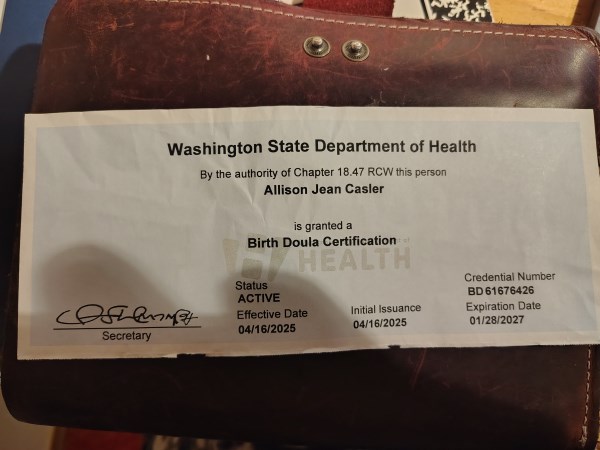 Washington State Department of Health
By the authority of Chapter 18.47 RCW this person
Allison Jean Casler
is granted a
Birth Doula Certification
HEALTH
Status
ACTIVE
Credential Number
BD 61676426
Effective Date
04/16/2025
Initial Issuance
04/16/2025
Expiration Date
01/28/2027
Secretary